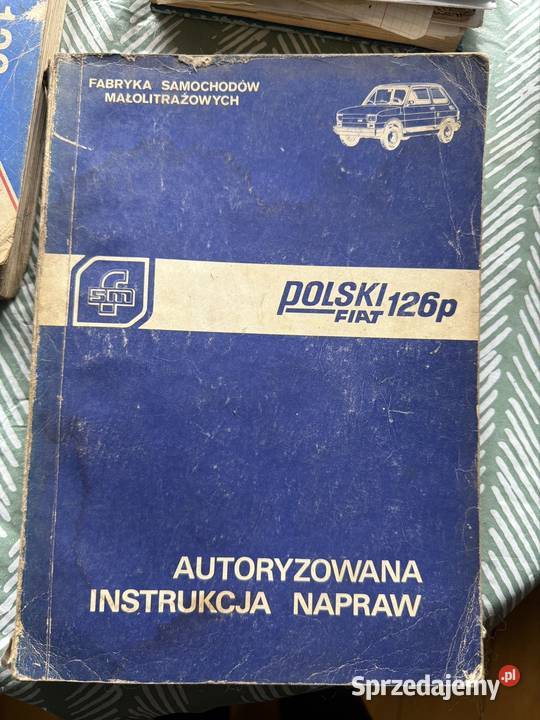 FABRYKA SAMOCHODÓW
MAŁOLITRAŻOWYCH
fsm
POLSKI
FIAT 126p
AUTORYZOWANA
INSTRUKCJA NAPRAW
Sprzedajemy.pl